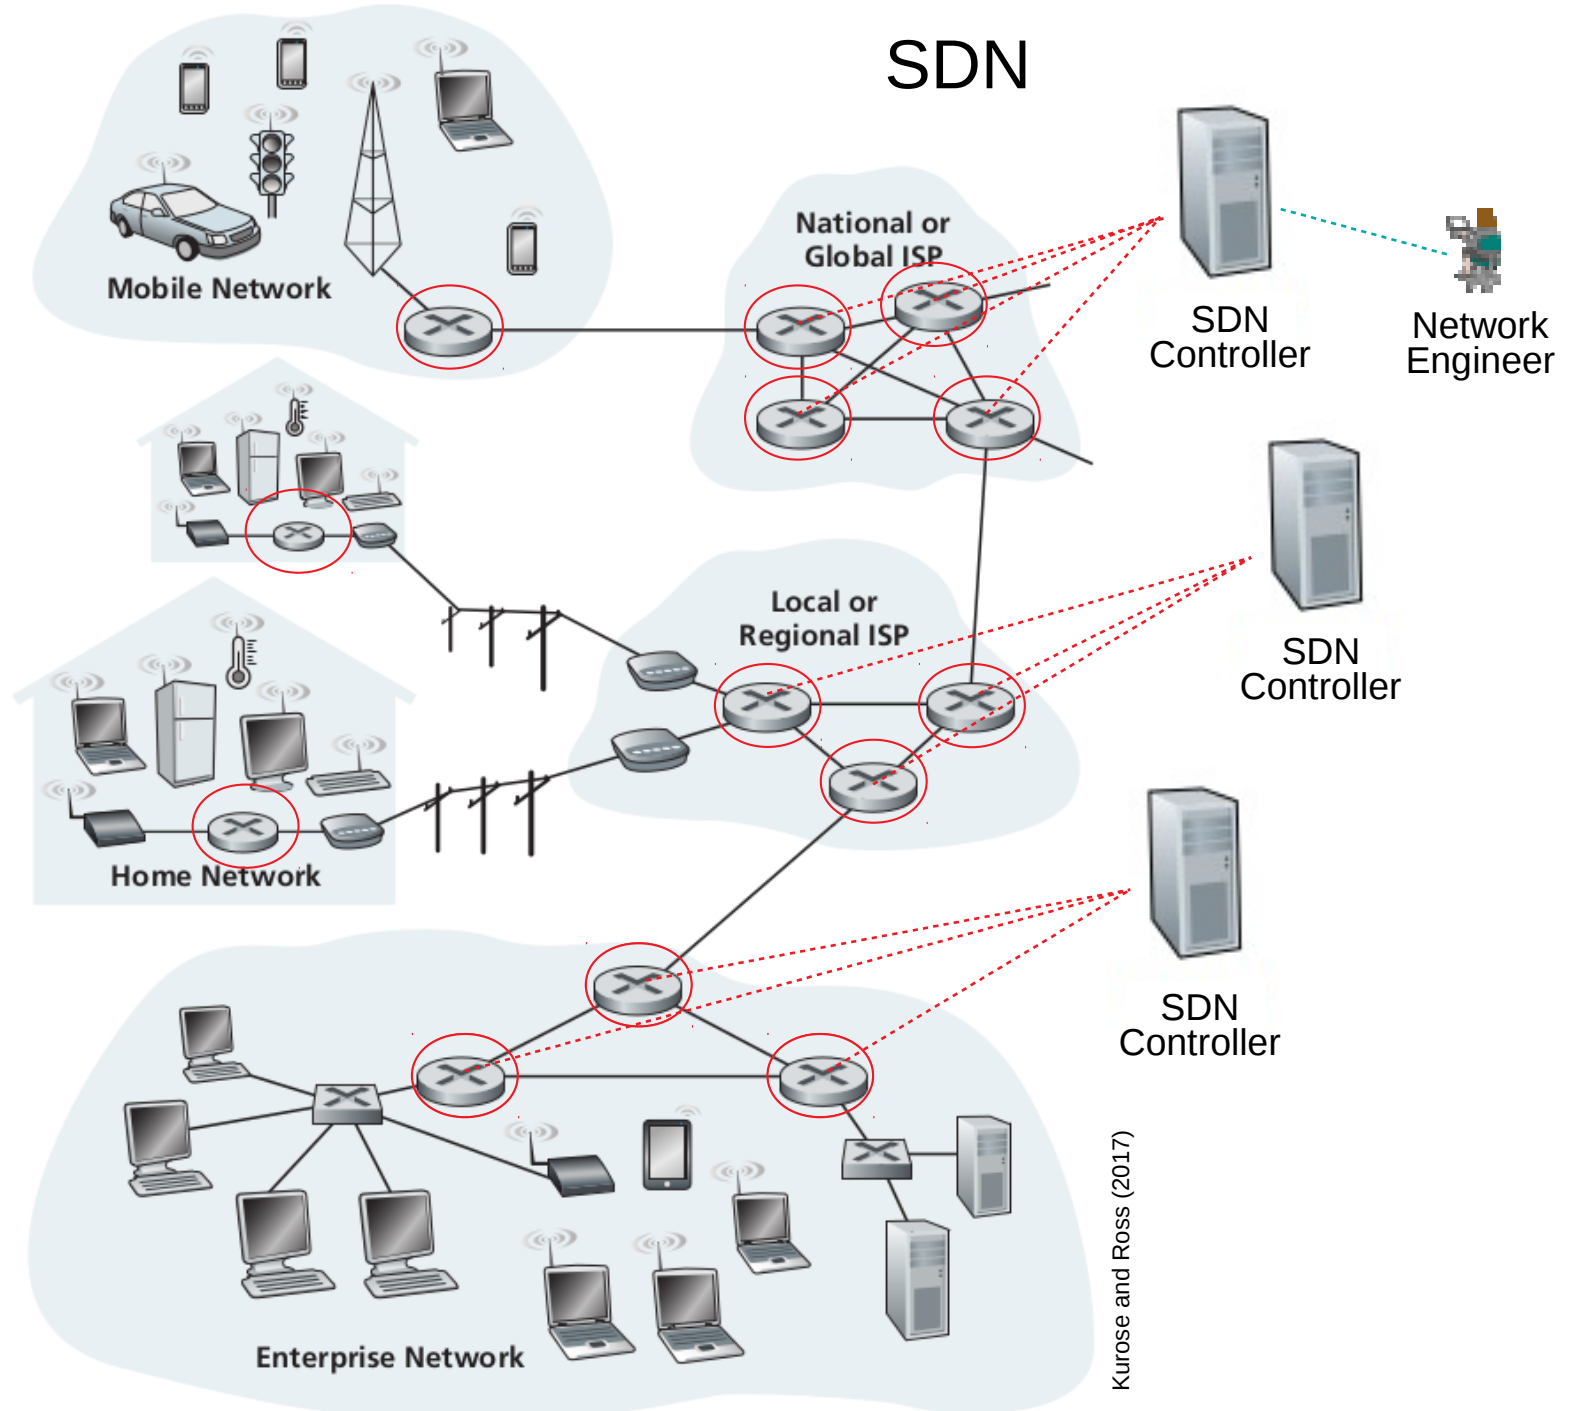 SDN
National or
Global ISP
Mobile Network
SDN
Controller
Network
Engineer
Local or
Regional ISP
SDN
Controller
Home Network
SDN
Controller
Enterprise Network
Kurose and Ross (2017)